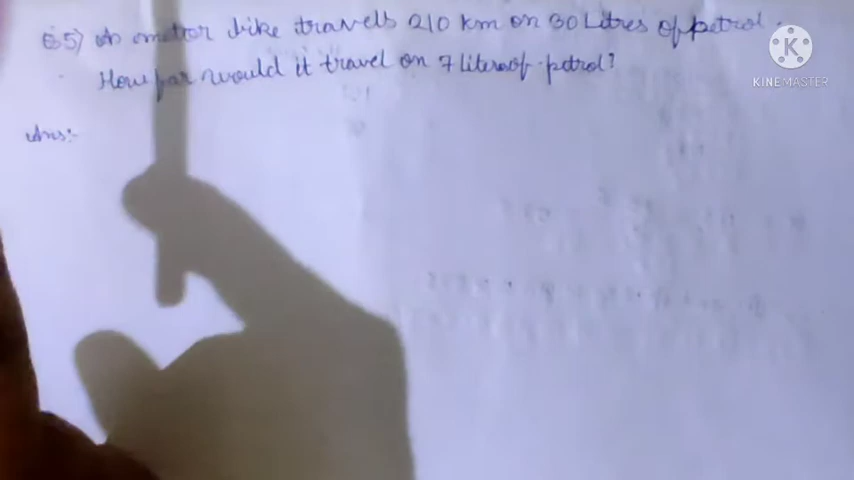 Q5) A motor bike travells 210 km on 30 Litres of petrol.
How far would it travel on 7 liters of petrol?
Ans:-
K
KINEMASTER